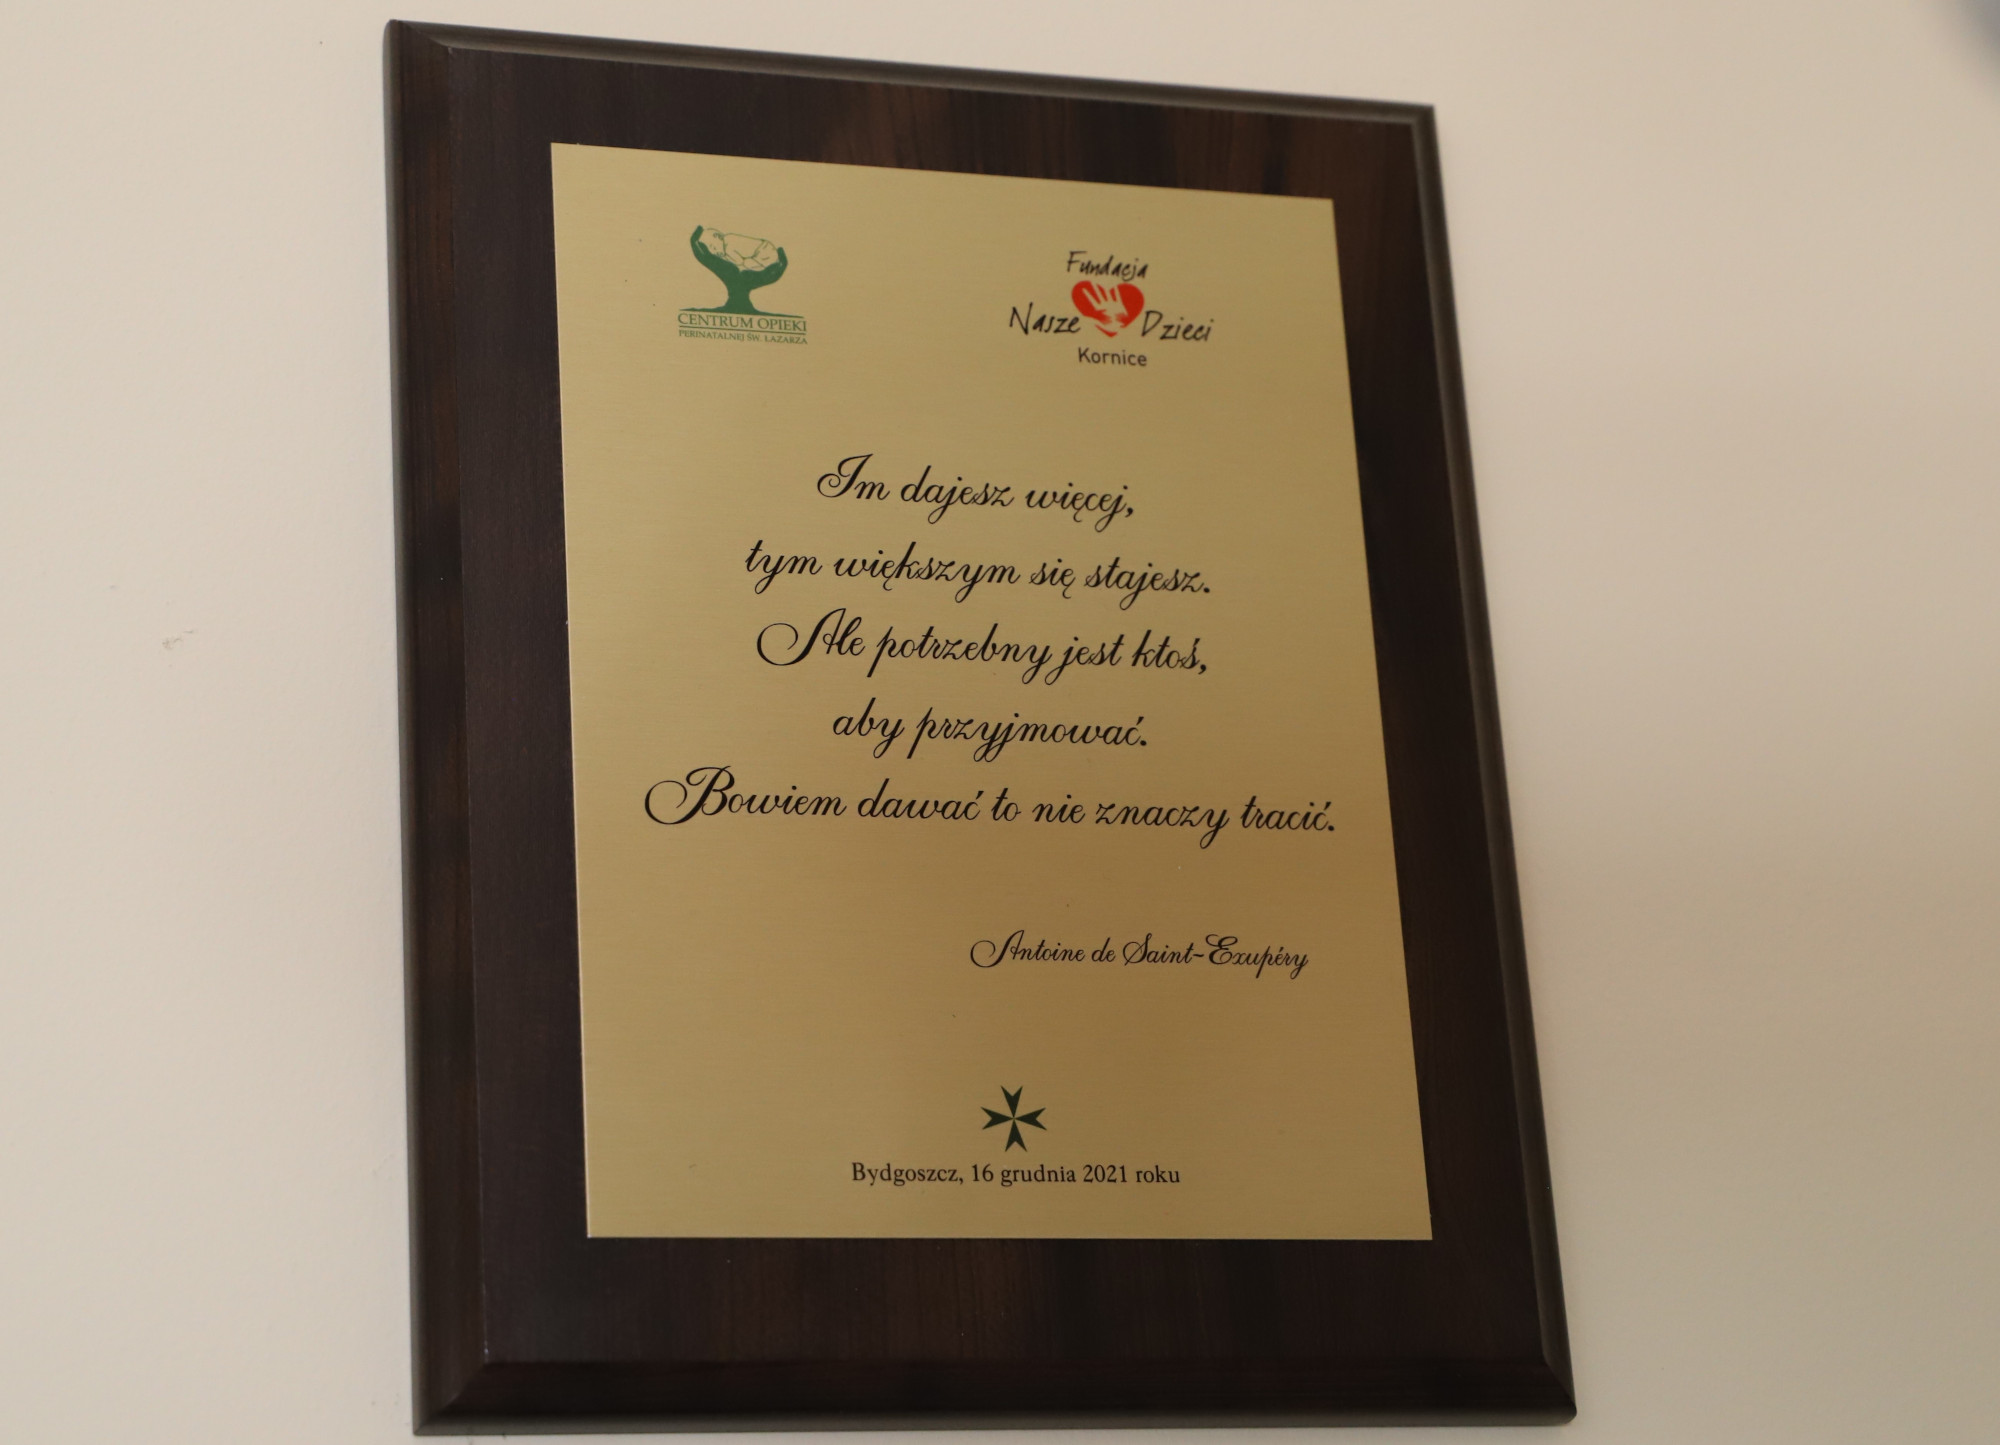 CENTRUM OPIEKI
PERINATALNEJ ŚW. ŁAZARZA
Fundacja
Nasze Dzieci
Kornice
Im dajesz więcej,
tym większym się stajesz.
Ale potrzebny jest ktoś,
aby przyjmować.
Bowiem dawać to nie znaczy tracić.
Antoine de Saint-Exupéry
Bydgoszcz, 16 grudnia 2021 roku